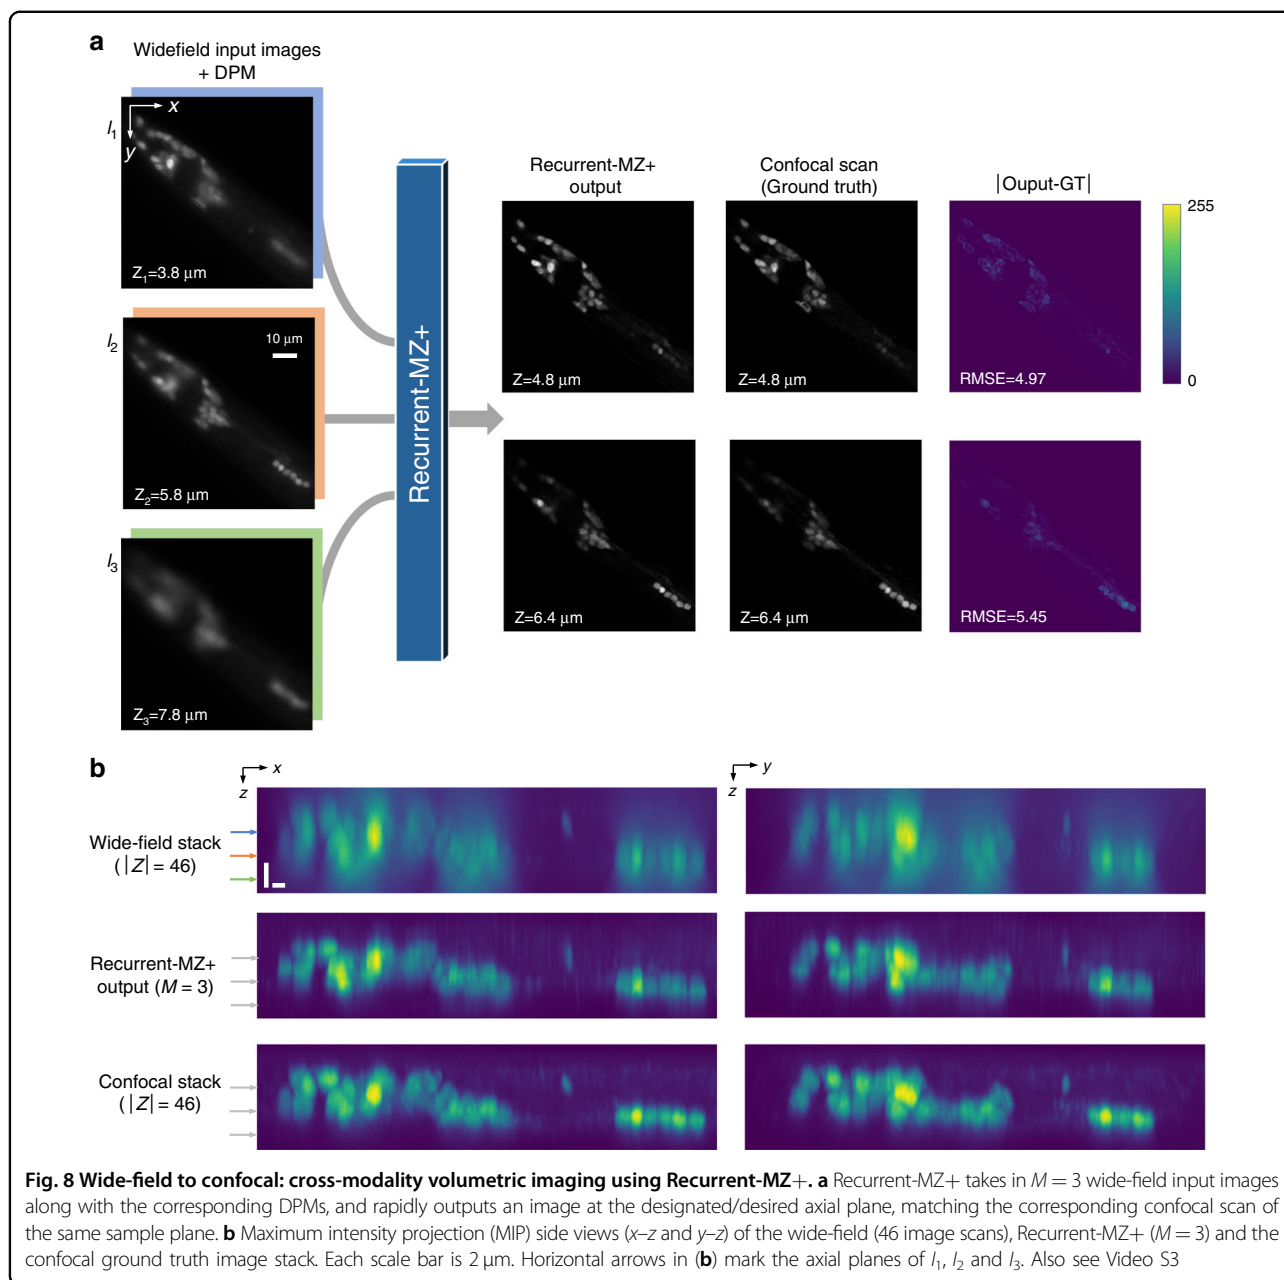 a
Widefield input images
+ DPM
I1
x
y
Z1=3.8 μm
I2
10 μm
Z2=5.8 μm
I3
Z3=7.8 μm
Recurrent-MZ+
Recurrent-MZ+
output
Confocal scan
(Ground truth)
|Ouput-GT|
255
0
Z=4.8 μm
Z=4.8 μm
RMSE=4.97
Z=6.4 μm
Z=6.4 μm
RMSE=5.45
b
x
z
y
z
Wide-field stack
(|Z| = 46)
Recurrent-MZ+
output (M = 3)
Confocal stack
(|Z| = 46)
Fig. 8 Wide-field to confocal: cross-modality volumetric imaging using Recurrent-MZ+. a Recurrent-MZ+ takes in M = 3 wide-field input images
along with the corresponding DPMs, and rapidly outputs an image at the designated/desired axial plane, matching the corresponding confocal scan of
the same sample plane. b Maximum intensity projection (MIP) side views (x–z and y–z) of the wide-field (46 image scans), Recurrent-MZ+ (M = 3) and the
confocal ground truth image stack. Each scale bar is 2 μm. Horizontal arrows in (b) mark the axial planes of I1, I2 and I3. Also see Video S3